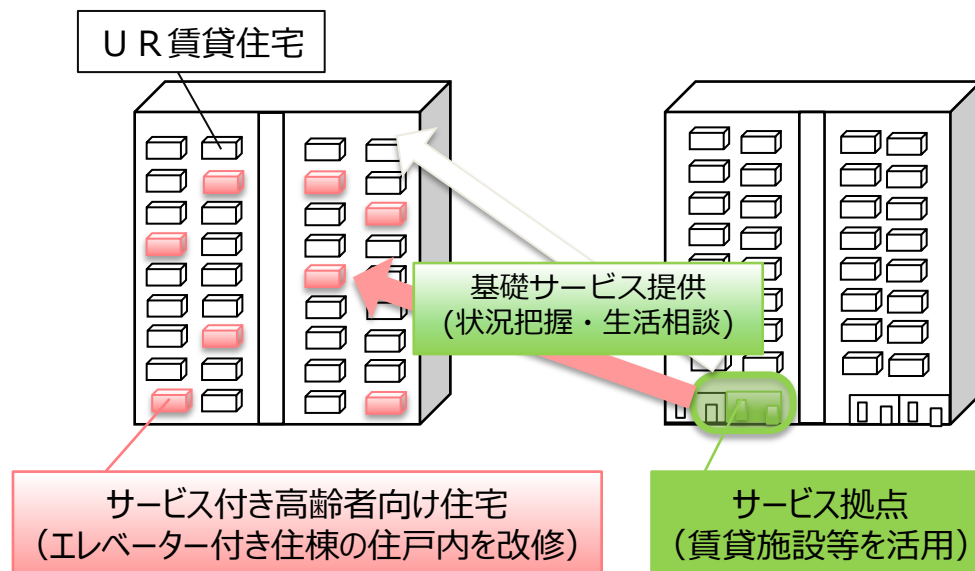 ＵＲ賃貸住宅
基礎サービス提供
(状況把握・生活相談)
サービス付き高齢者向け住宅
（エレベーター付き住棟の住戸内を改修）
サービス拠点
（賃貸施設等を活用）